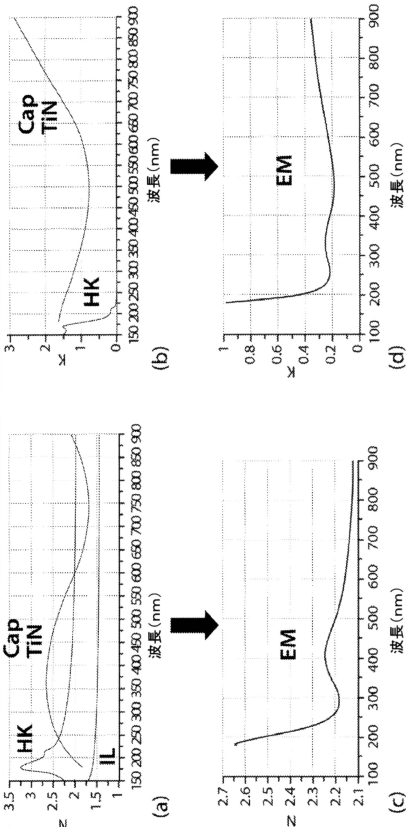 3.5
3
2.5
2
1.5
1
N
HK
Cap
TiN
IL
150 200 250 300 350 400 450 500 550 600 650 700 750 800 850 900
波長(nm)
(a)
3
2
1
0
K
Cap
TiN
HK
150 200 250 300 350 400 450 500 550 600 650 700 750 800 850 900
波長(nm)
(b)
2.7
2.6
2.5
2.4
2.3
2.2
2.1
N
EM
100 200 300 400 500 600 700 800 900
波長(nm)
(c)
1
0.8
0.6
0.4
0.2
0
K
EM
100 200 300 400 500 600 700 800 900
波長(nm)
(d)